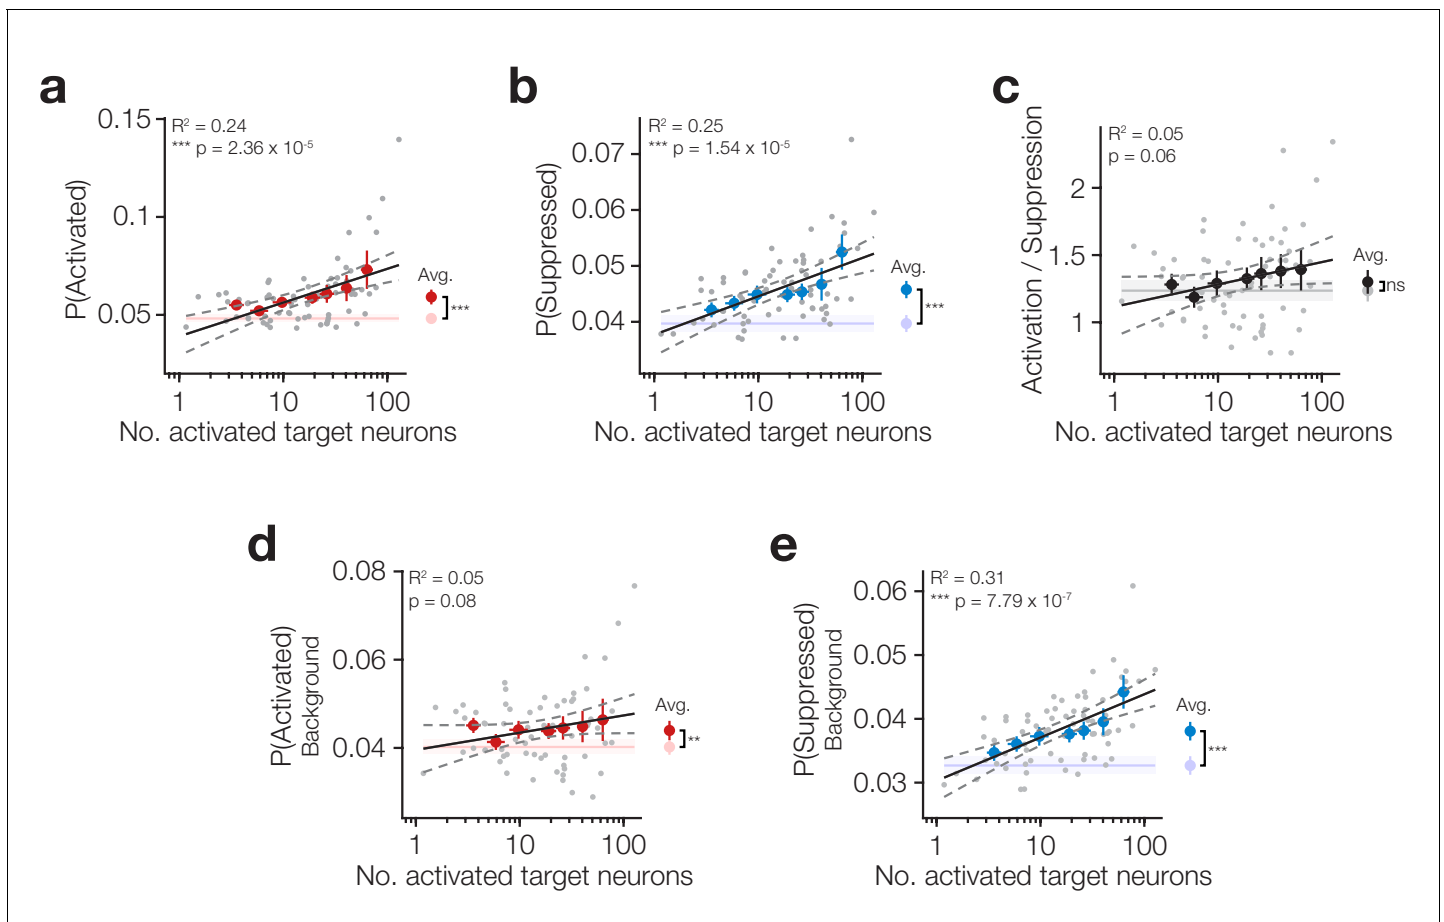 a
0.15
0.1
0.05
P(Activated)
R² = 0.24
*** p = 2.36 x 10⁻⁵
Avg.
***
1
10
100
No. activated target neurons
b
0.07
0.06
0.05
0.04
P(Suppressed)
R² = 0.25
*** p = 1.54 x 10⁻⁵
Avg.
***
1
10
100
No. activated target neurons
c
2
1.5
1
Activation / Suppression
R² = 0.05
p = 0.06
Avg.
ns
1
10
100
No. activated target neurons
d
0.08
0.06
0.04
P(Activated)
Background
R² = 0.05
p = 0.08
Avg.
**
1
10
100
No. activated target neurons
e
0.06
0.05
0.04
0.03
P(Suppressed)
Background
R² = 0.31
*** p = 7.79 x 10⁻⁷
Avg.
***
1
10
100
No. activated target neurons